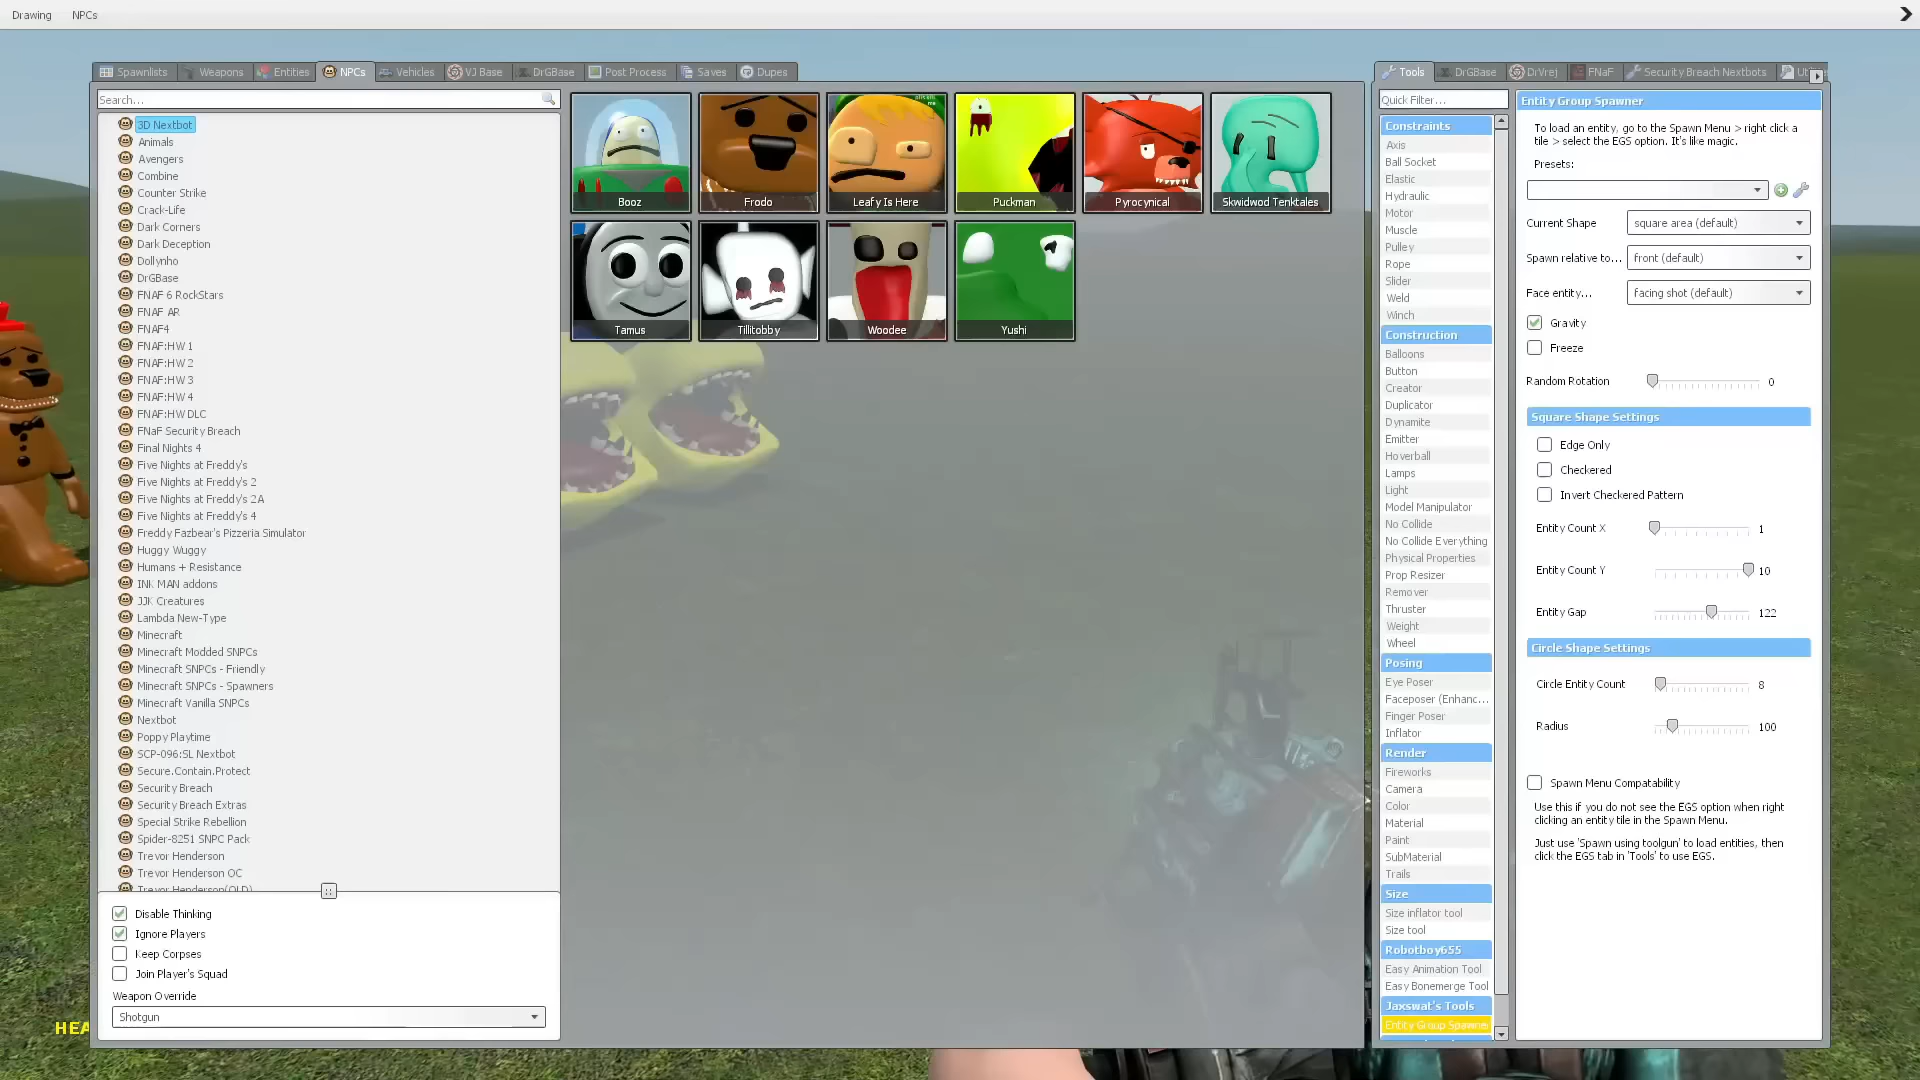 Drawing NPCs
Spawnlists Weapons Entities NPCs Vehicles VJ Base DrGBase Post Process Saves Dupes
Search...
3D Nextbot
Animals
Avengers
Combine
Counter Strike
Crack-Life
Dark Corners
Dark Deception
Dollynho
DrGBase
FNAF 6 RockStars
FNAF AR
FNAF4
FNAF:HW 1
FNAF:HW 2
FNAF:HW 3
FNAF:HW 4
FNAF:HW DLC
FNaF Security Breach
Final Nights 4
Five Nights at Freddy's
Five Nights at Freddy's 2
Five Nights at Freddy's 2A
Five Nights at Freddy's 4
Freddy Fazbear's Pizzeria Simulator
Huggy Wuggy
Humans + Resistance
INK MAN addons
JJK Creatures
Lambda New-Type
Minecraft
Minecraft Modded SNPCs
Minecraft SNPCs - Friendly
Minecraft SNPCs - Spawners
Minecraft Vanilla SNPCs
Nextbot
Poppy Playtime
SCP-096:SL Nextbot
Secure.Contain.Protect
Security Breach
Security Breach Extras
Special Strike Rebellion
Spider-8251 SNPC Pack
Trevor Henderson
Trevor Henderson OC
Trevor Henderson(OLD)
Disable Thinking
Ignore Players
Keep Corpses
Join Player's Squad
Weapon Override
Shotgun
HEA
Booz Frodo Leafy Is Here Puckman Pyrocynical Skwidwod Tenktales
Tamus Tillitobby Woodee Yushi
Tools DrGBase DrVrej FNaF Security Breach Nextbots
Quick Filter...
Constraints
Axis
Ball Socket
Elastic
Hydraulic
Motor
Muscle
Pulley
Rope
Slider
Weld
Winch
Construction
Balloons
Button
Creator
Duplicator
Dynamite
Emitter
Hoverball
Lamps
Light
Model Manipulator
No Collide
No Collide Everything
Physical Properties
Prop Resizer
Remover
Thruster
Weight
Wheel
Posing
Eye Poser
Faceposer (Enhanc...
Finger Poser
Inflator
Render
Fireworks
Camera
Color
Material
Paint
SubMaterial
Trails
Size
Size inflator tool
Size tool
Robotboy655
Easy Animation Tool
Easy Bonemerge Tool
Jaxswat's Tools
Entity Group Spawner
Entity Group Spawner
To load an entity, go to the Spawn Menu > right click a
tile > select the EGS option. It's like magic.
Presets:
Current Shape square area (default)
Spawn relative to... front (default)
Face entity... facing shot (default)
Gravity
Freeze
Random Rotation 0
Square Shape Settings
Edge Only
Checkered
Invert Checkered Pattern
Entity Count X 1
Entity Count Y 10
Entity Gap 122
Circle Shape Settings
Circle Entity Count 8
Radius 100
Spawn Menu Compatability
Use this if you do not see the EGS option when right
clicking an entity tile in the Spawn Menu.
Just use 'Spawn using toolgun' to load entities, then
click the EGS tab in 'Tools' to use EGS.